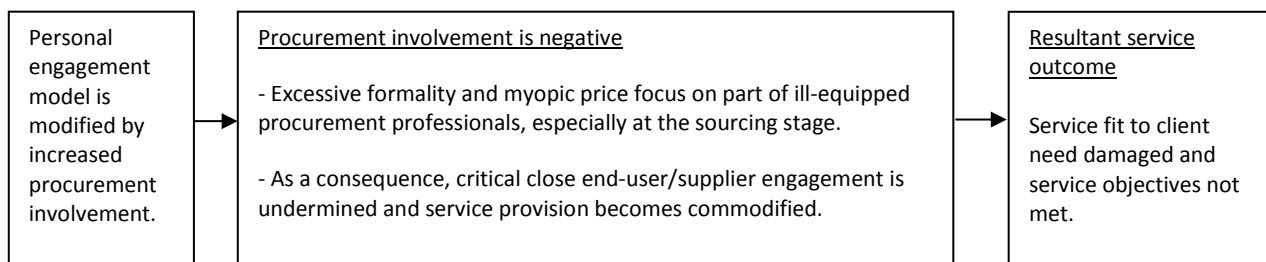 Personal
engagement
model is
modified by
increased
procurement
involvement.
Procurement involvement is negative
- Excessive formality and myopic price focus on part of ill-equipped
procurement professionals, especially at the sourcing stage.
- As a consequence, critical close end-user/supplier engagement is
undermined and service provision becomes commodified.
Resultant service
outcome
Service fit to client
need damaged and
service objectives not
met.